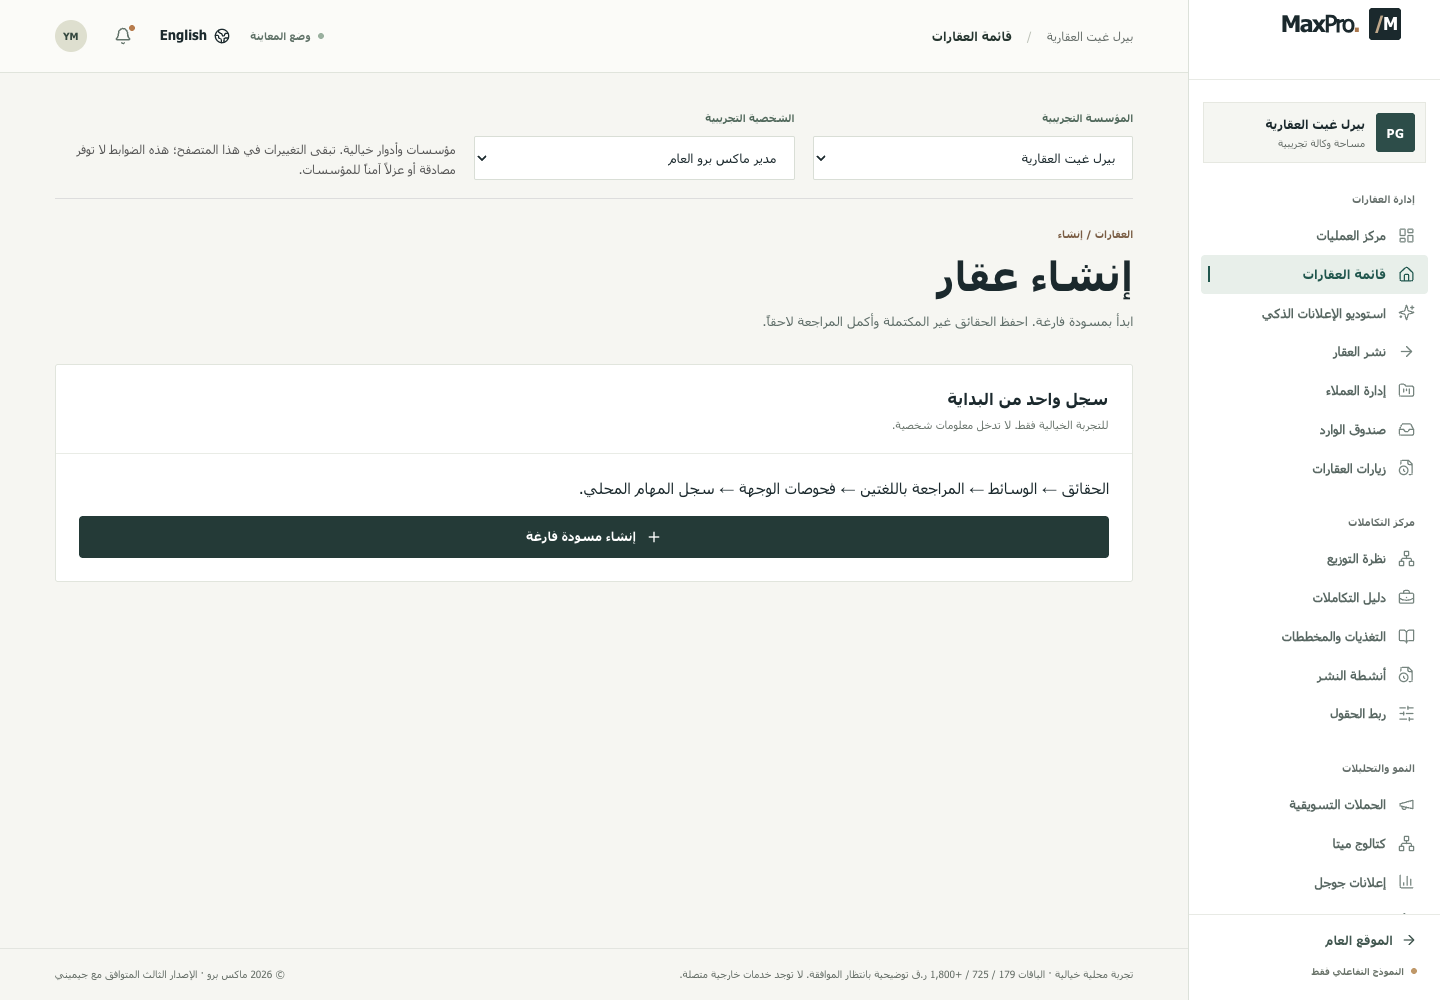 /M MaxPro.
PG
بيرل غيت العقارية
مساحة وكالة تجريبية
إدارة العقارات
مركز العمليات
قائمة العقارات
استوديو الإعلانات الذكي
نشر العقار
إدارة العملاء
صندوق الوارد
زيارات العقارات
مركز التكاملات
نظرة التوزيع
دليل التكاملات
التغذيات والمخططات
أنشطة النشر
ربط الحقول
النمو والتحليلات
الحملات التسويقية
كتالوج ميتا
إعلانات جوجل
الموقع العام
النموذج التفاعلي فقط
بيرل غيت العقارية / قائمة العقارات
وضع المعاينة
English
YM
المؤسسة التجريبية
بيرل غيت العقارية
الشخصية التجريبية
مدير ماكس برو العام
مؤسسات وأدوار خيالية. تبقى التغييرات في هذا المتصفح؛ هذه الضوابط لا توفر
مصادقة أو عزلاً آمناً للمؤسسات.
العقارات / إنشاء
إنشاء عقار
ابدأ بمسودة فارغة. احفظ الحقائق غير المكتملة وأكمل المراجعة لاحقاً.
سجل واحد من البداية
للتجربة الخيالية فقط. لا تدخل معلومات شخصية.
الحقائق ← الوسائط ← المراجعة باللغتين ← فحوصات الوجهة ← سجل المهام المحلي.
إنشاء مسودة فارغة
تجربة محلية خيالية · الباقات 179 / 725 / +1,800 ر.ق توضيحية بانتظار الموافقة. لا توجد خدمات خارجية متصلة.
© 2026 ماكس برو · الإصدار الثالث المتوافق مع جيميني